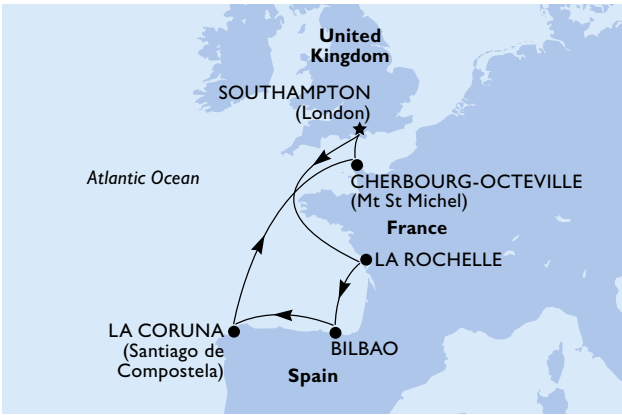 United
Kingdom
SOUTHAMPTON
(London)
Atlantic Ocean
CHERBOURG-OCTEVILLE
(Mt St Michel)
France
LA ROCHELLE
LA CORUNA
(Santiago de
Compostela)
BILBAO
Spain